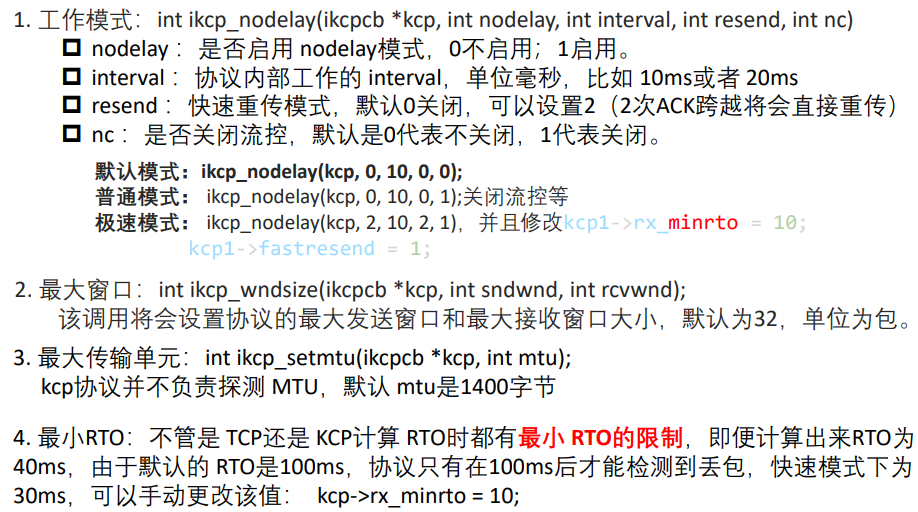 1. 工作模式：int ikcp_nodelay(ikcpcb *kcp, int nodelay, int interval, int resend, int nc)
nodelay ：是否启用 nodelay模式，0不启用；1启用。
interval ：协议内部工作的 interval，单位毫秒，比如 10ms或者 20ms
resend ：快速重传模式，默认0关闭，可以设置2（2次ACK跨越将会直接重传）
nc ：是否关闭流控，默认是0代表不关闭，1代表关闭。
默认模式：ikcp_nodelay(kcp, 0, 10, 0, 0);
普通模式： ikcp_nodelay(kcp, 0, 10, 0, 1);关闭流控等
极速模式： ikcp_nodelay(kcp, 2, 10, 2, 1)，并且修改kcp1->rx_minrto = 10;
kcp1->fastresend = 1;
2. 最大窗口：int ikcp_wndsize(ikcpcb *kcp, int sndwnd, int rcvwnd);
该调用将会设置协议的最大发送窗口和最大接收窗口大小，默认为32，单位为包。
3. 最大传输单元：int ikcp_setmtu(ikcpcb *kcp, int mtu);
kcp协议并不负责探测 MTU，默认 mtu是1400字节
4. 最小RTO：不管是 TCP还是 KCP计算 RTO时都有最小 RTO的限制，即便计算出来RTO为
40ms，由于默认的 RTO是100ms，协议只有在100ms后才能检测到丢包，快速模式下为
30ms，可以手动更改该值： kcp->rx_minrto = 10;